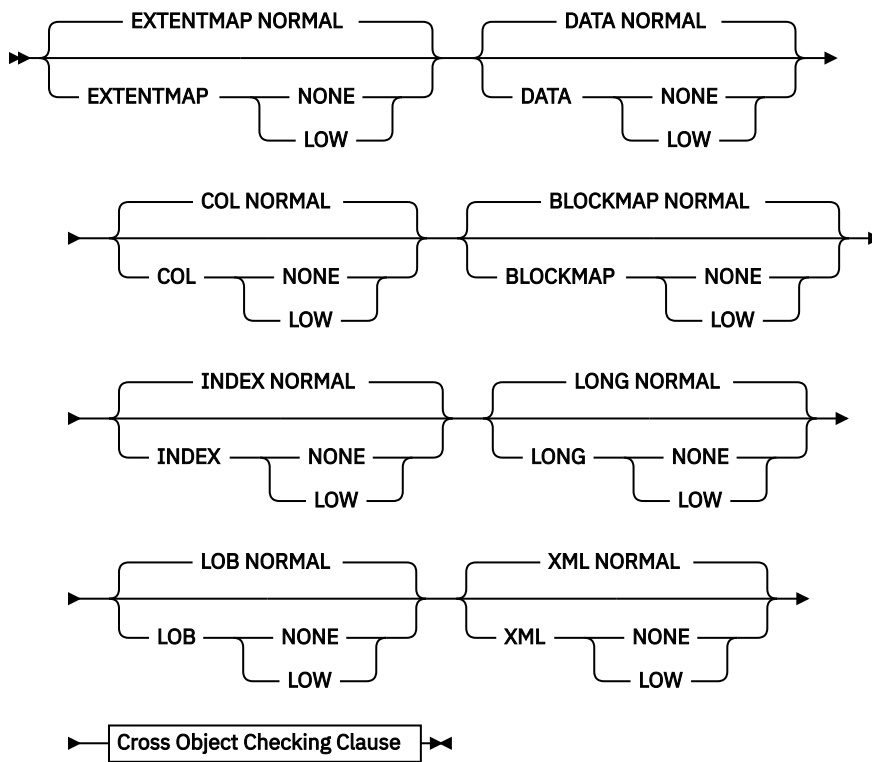 EXTENTMAP NORMAL DATA NORMAL
EXTENTMAP NONE DATA NONE
LOW LOW
COL NORMAL BLOCKMAP NORMAL
COL NONE BLOCKMAP NONE
LOW LOW
INDEX NORMAL LONG NORMAL
INDEX NONE LONG NONE
LOW LOW
LOB NORMAL XML NORMAL
LOB NONE XML NONE
LOW LOW
Cross Object Checking Clause